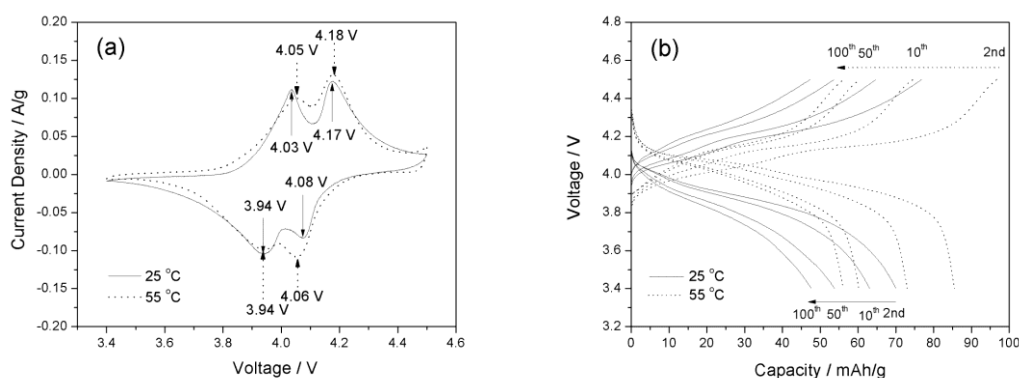 (a)
4.05 V
4.18 V
4.03 V
4.17 V
3.94 V
4.08 V
3.94 V
4.06 V
25 °C
55 °C
0.20
0.15
0.10
0.05
0.00
-0.05
-0.10
-0.15
-0.20
3.4 3.6 3.8 4.0 4.2 4.4 4.6
Current Density / A/g
Voltage / V
(b)
100th 50th 10th 2nd
25 °C
55 °C
100th 50th 10th 2nd
4.8
4.6
4.4
4.2
4.0
3.8
3.6
3.4
3.2
0 10 20 30 40 50 60 70 80 90 100
Voltage / V
Capacity / mAh/g